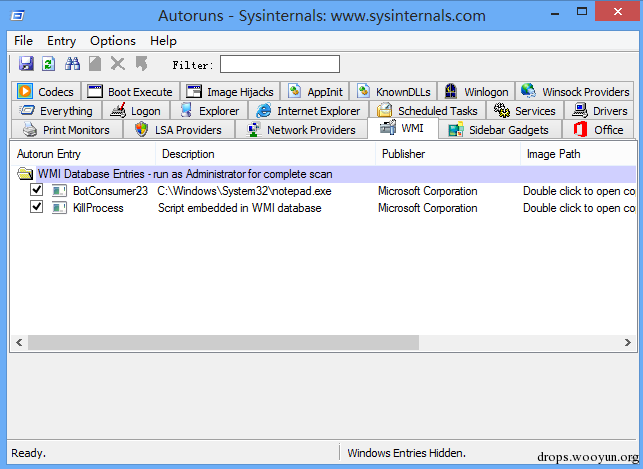 Autoruns - Sysinternals: www.sysinternals.com
File Entry Options Help
Filter:
Codecs Boot Execute Image Hijacks AppInit KnownDLLs Winlogon Winsock Providers
Everything Logon Explorer Internet Explorer Scheduled Tasks Services Drivers
Print Monitors LSA Providers Network Providers WMI Sidebar Gadgets Office
Autorun Entry Description Publisher Image Path
WMI Database Entries - run as Administrator for complete scan
BotConsumer23 C:\Windows\System32\notepad.exe Microsoft Corporation Double click to open co
KillProcess Script embedded in WMI database Microsoft Corporation Double click to open co
Ready. Windows Entries Hidden.
drops.wooyun.org